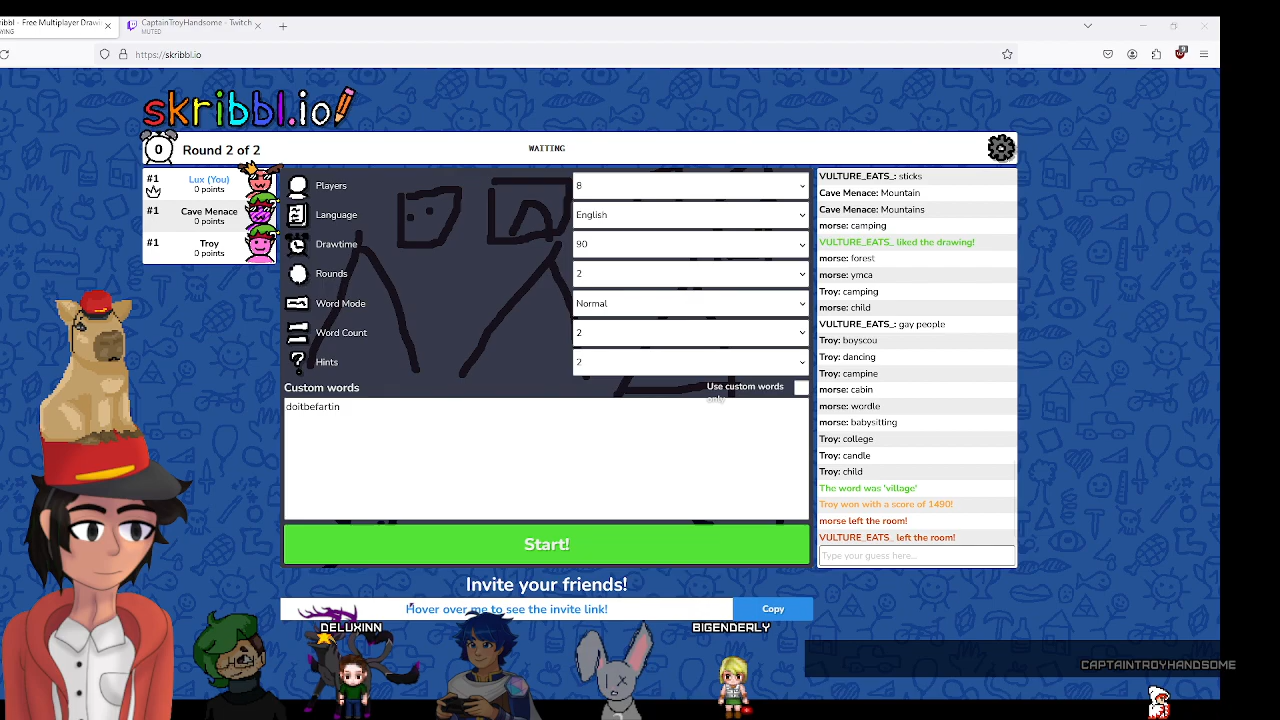 ribbl - Free Multiplayer Drawi
YING
CaptainTroyHandsome - Twitch
MUTED
https://skribbl.io
skribbl.io
0
Round 2 of 2
WAITING
#1
Lux (You)
0 points
#1
Cave Menace
0 points
#1
Troy
0 points
Players
8
Language
English
Drawtime
90
Rounds
2
Word Mode
Normal
Word Count
2
Hints
2
Custom words
Use custom words only
doitbefartin
Start!
VULTURE_EATS_: sticks
Cave Menace: Mountain
Cave Menace: Mountains
morse: camping
VULTURE_EATS_ liked the drawing!
morse: forest
morse: ymca
Troy: camping
morse: child
VULTURE_EATS_: gay people
Troy: boyscou
Troy: dancing
Troy: campine
morse: cabin
morse: wordle
morse: babysitting
Troy: college
Troy: candle
Troy: child
The word was 'village'
Troy won with a score of 1490!
morse left the room!
VULTURE_EATS_ left the room!
Type your guess here...
Invite your friends!
Hover over me to see the invite link!
Copy
DELUXINN
BIGENDERLY
CAPTAINTROYHANDSOME